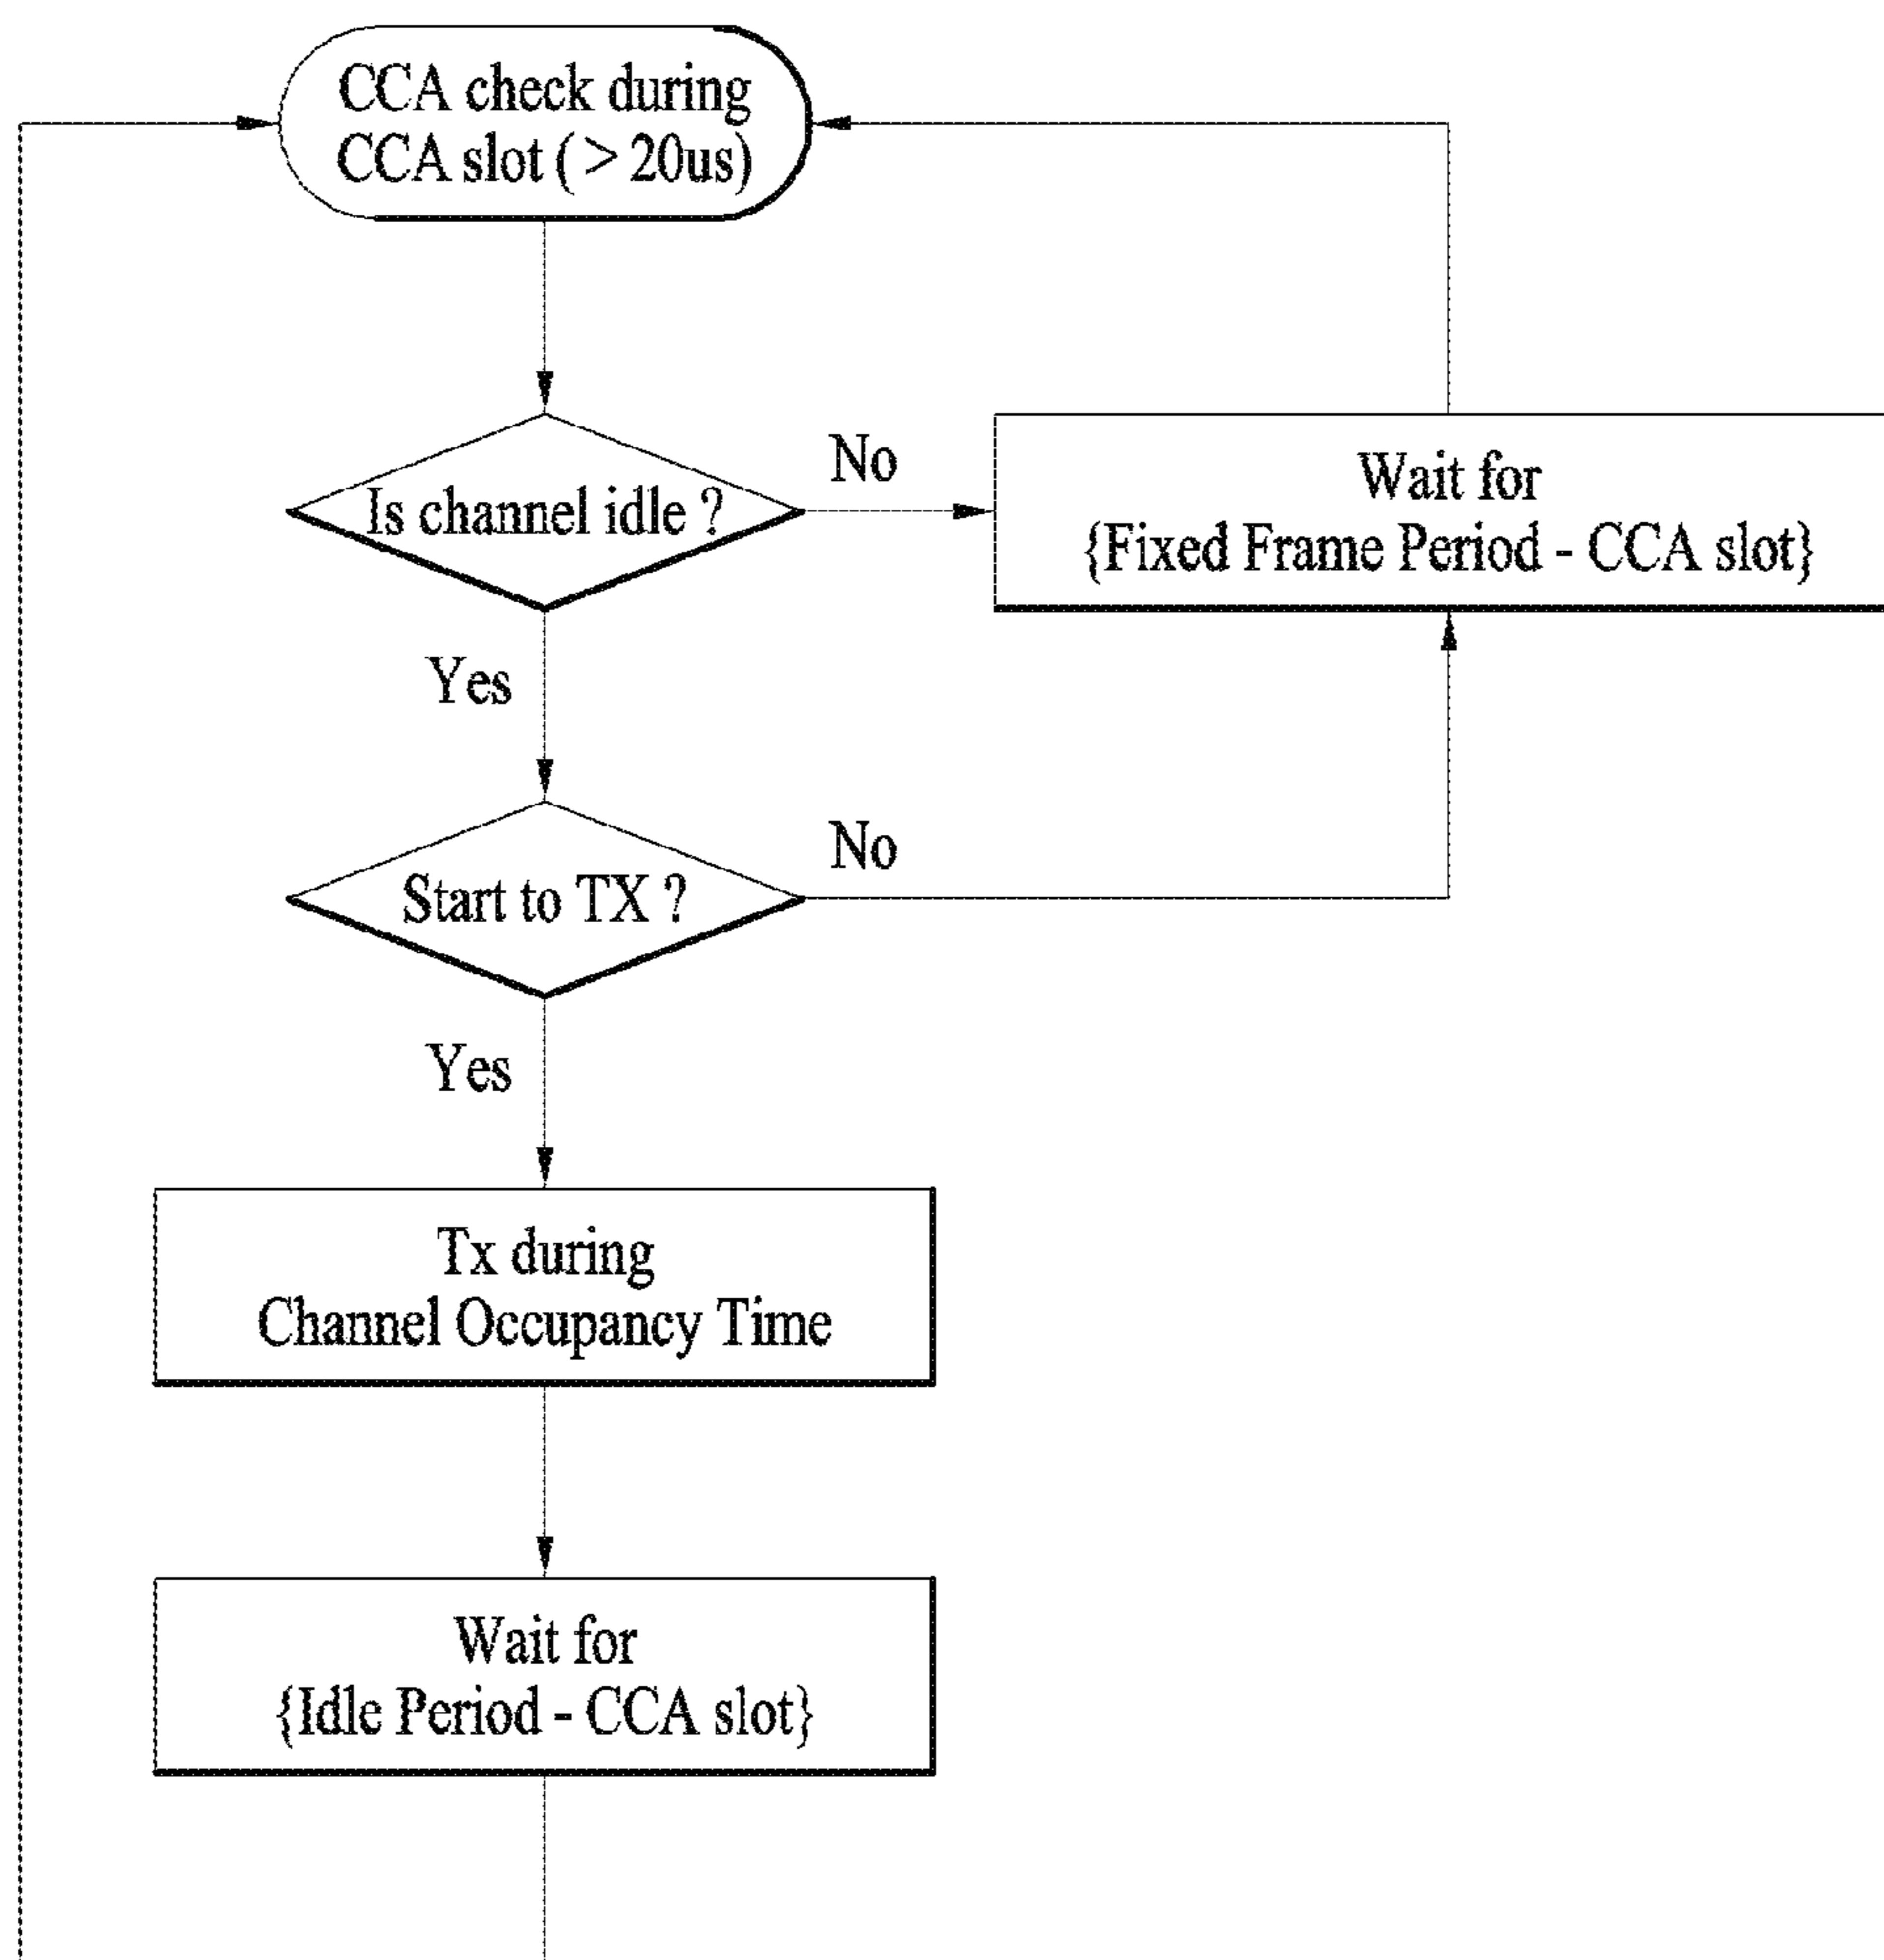 CCA check during
CCA slot ( > 20us)
Is channel idle ?
No
Wait for
{Fixed Frame Period - CCA slot}
Yes
Start to TX ?
No
Yes
Tx during
Channel Occupancy Time
Wait for
{Idle Period - CCA slot}